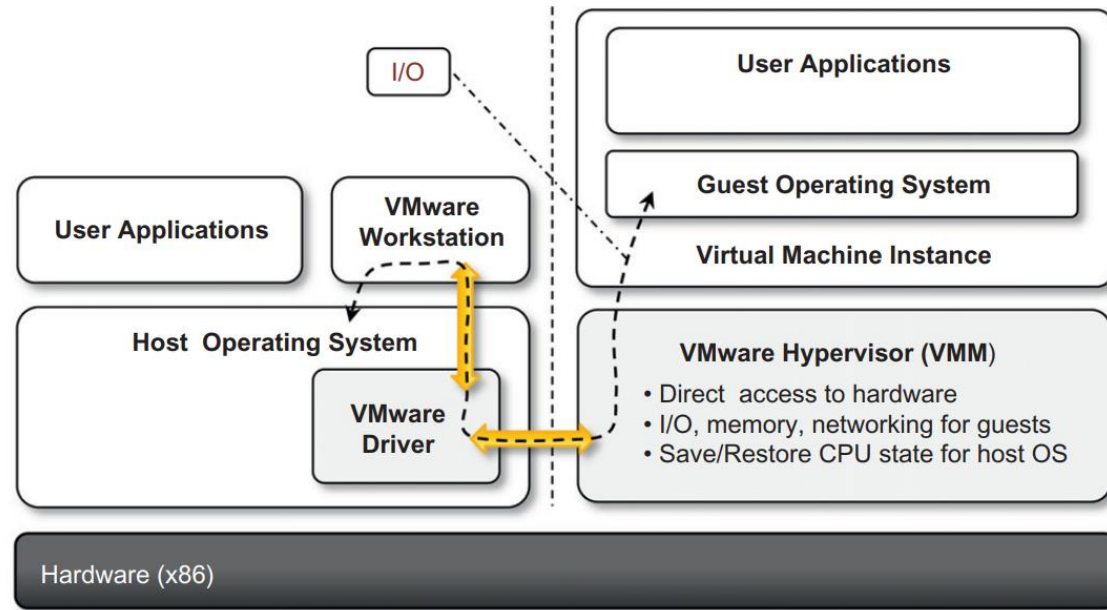 I/O
User Applications
VMware
Workstation
Host Operating System
VMware
Driver
User Applications
Guest Operating System
Virtual Machine Instance
VMware Hypervisor (VMM)
• Direct access to hardware
• I/O, memory, networking for guests
• Save/Restore CPU state for host OS
Hardware (x86)